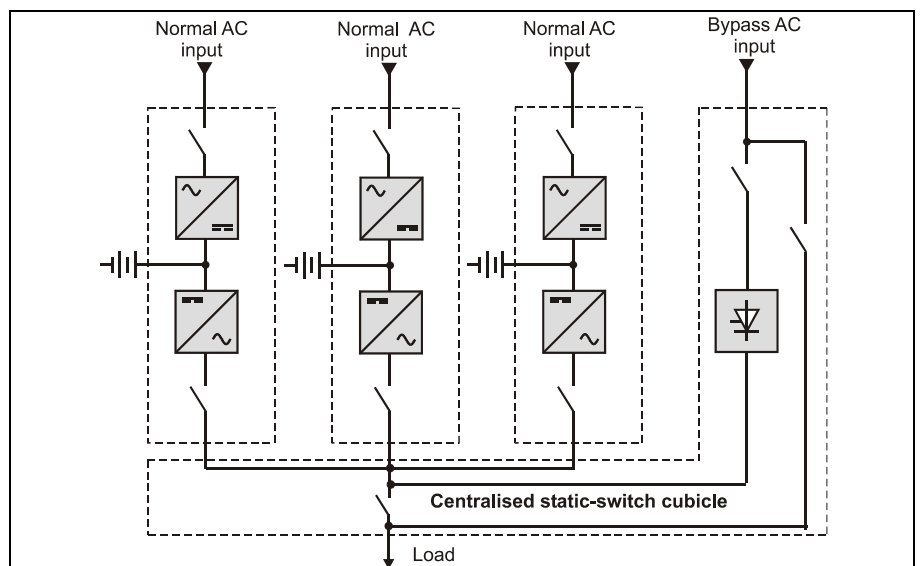 Normal AC
input
Normal AC
input
Normal AC
input
Bypass AC
input
Centralised static-switch cubicle
Load